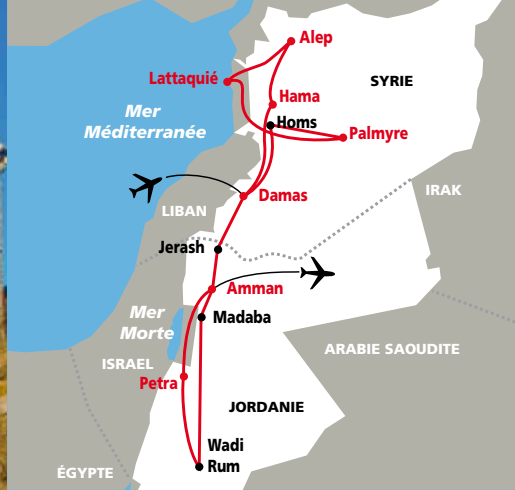 Alep
Lattaquié
SYRIE
Hama
Mer
Méditerranée
Homs
Palmyre
IRAK
Damas
LIBAN
Jerash
Amman
Mer
Morte
Madaba
ARABIE SAOUDITE
ISRAEL
Petra
JORDANIE
Wadi
Rum
ÉGYPTE